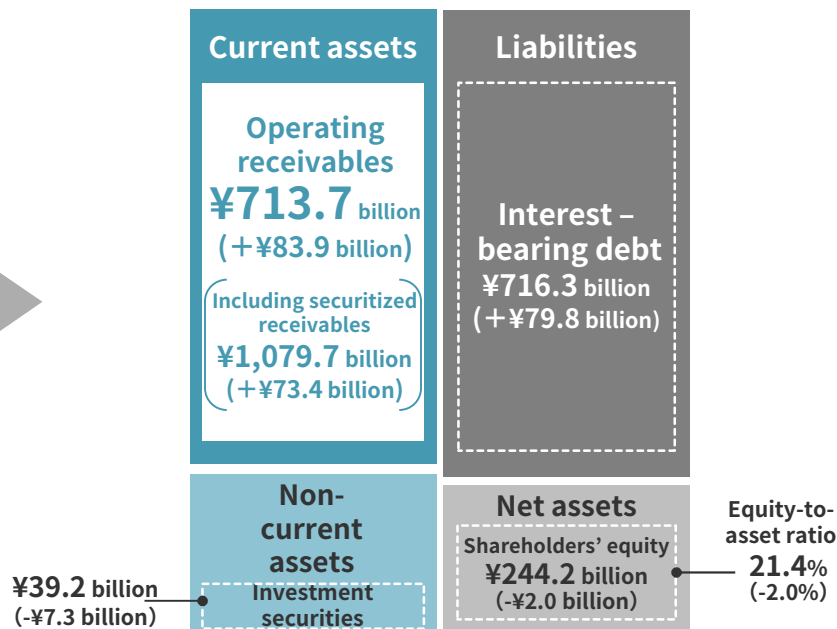 Current assets
Operating
receivables
¥713.7 billion
(+¥83.9 billion)
Including securitized
receivables
¥1,079.7 billion
(+¥73.4 billion)
Liabilities
Interest –
bearing debt
¥716.3 billion
(+¥79.8 billion)
Non-
current
assets
Investment
securities
¥39.2 billion
(-¥7.3 billion)
Net assets
Shareholders' equity
¥244.2 billion
(-¥2.0 billion)
Equity-to-
asset ratio
21.4%
(-2.0%)